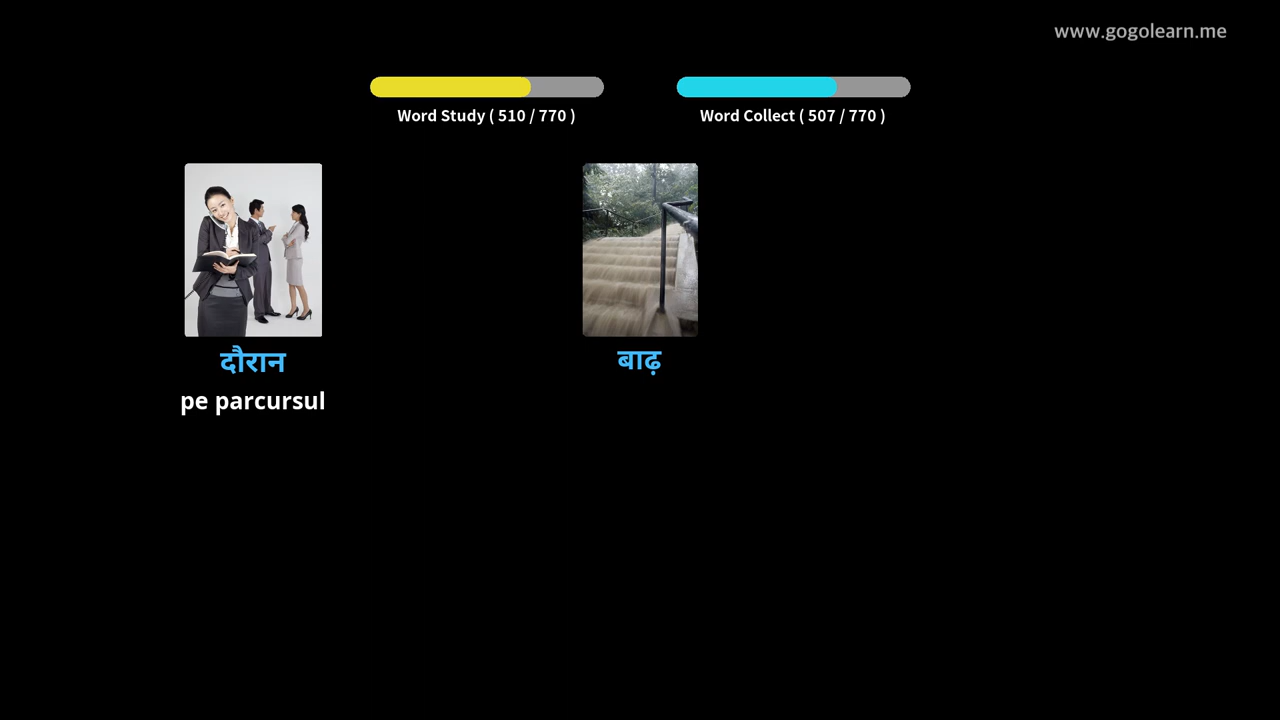 www.gogolearn.me
Word Study ( 510 / 770 )
Word Collect ( 507 / 770 )
दौरान
pe parcursul
बाढ़